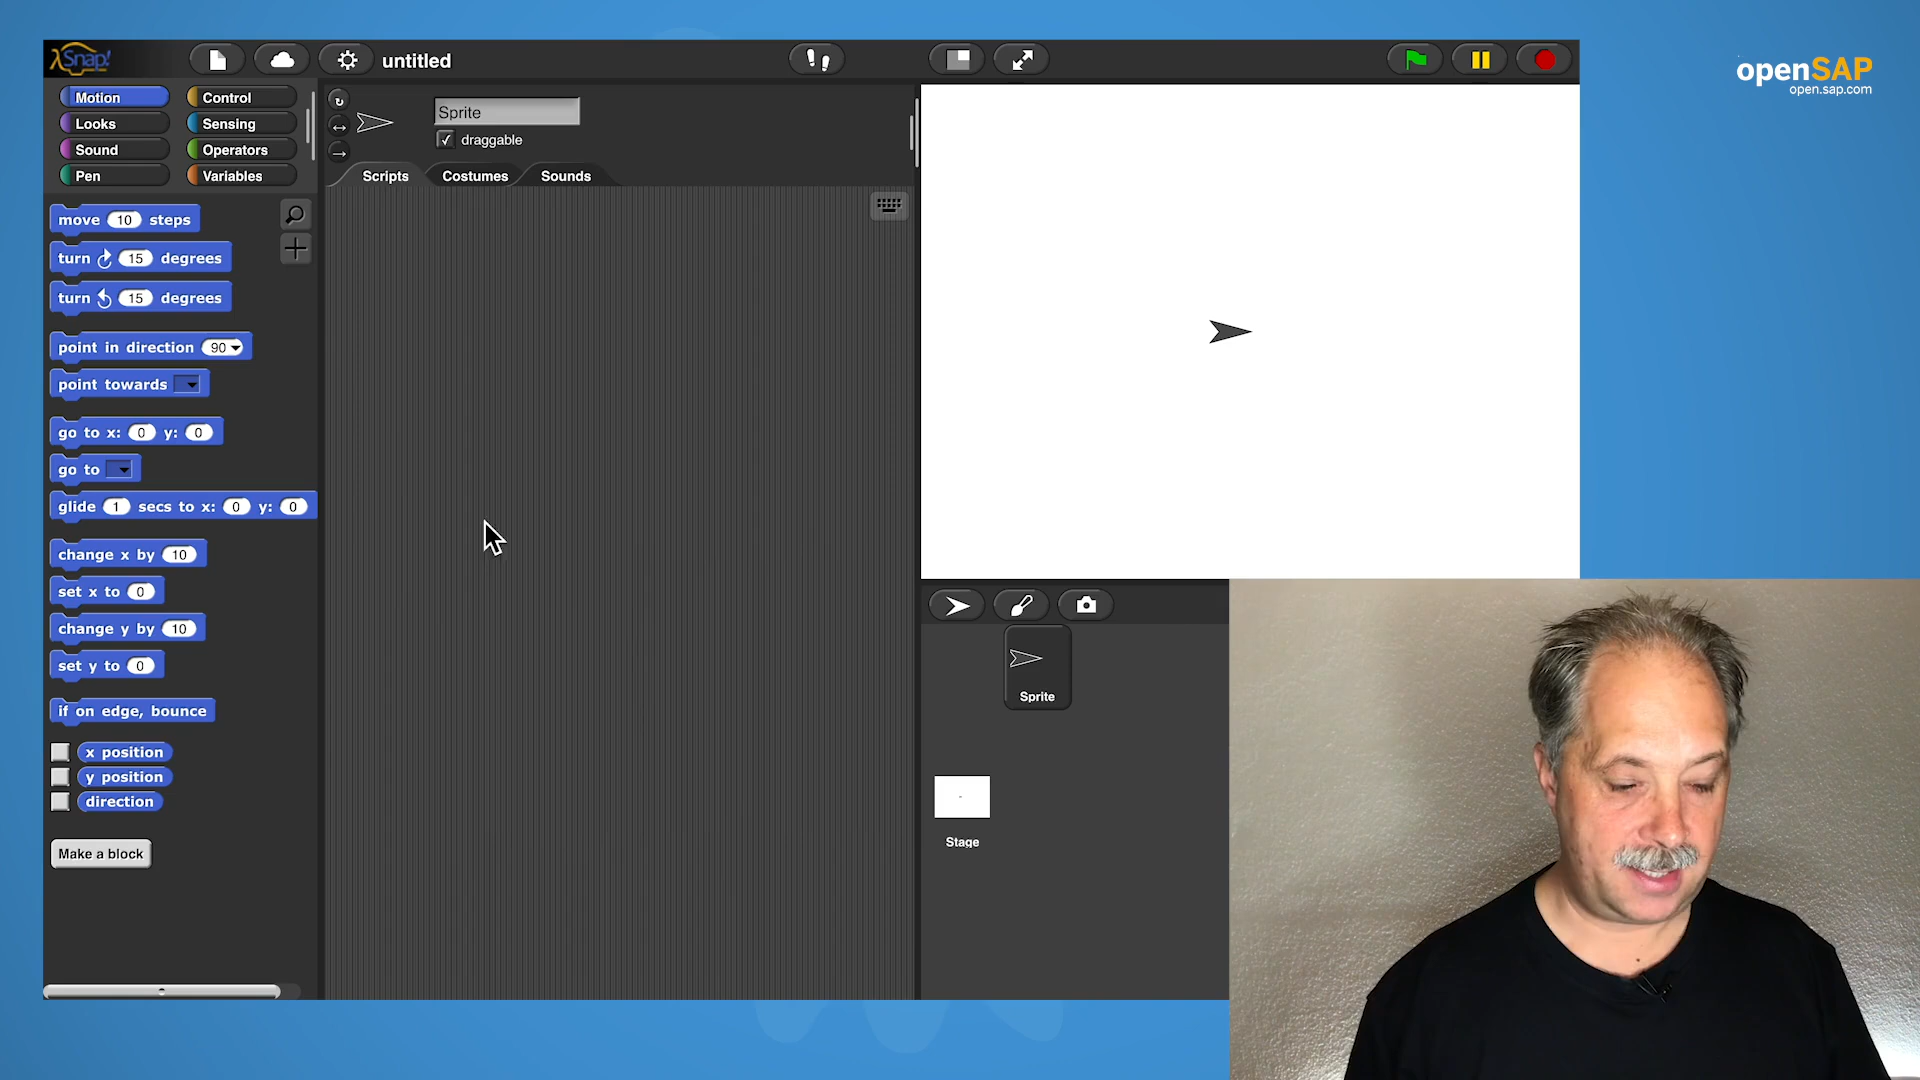 λSnap!
untitled
openSAP
open.sap.com
Motion
Control
Looks
Sensing
Sound
Operators
Pen
Variables
Sprite
draggable
Scripts
Costumes
Sounds
move 10 steps
turn 15 degrees
turn 15 degrees
point in direction 90
point towards
go to x: 0 y: 0
go to
glide 1 secs to x: 0 y: 0
change x by 10
set x to 0
change y by 10
set y to 0
if on edge, bounce
x position
y position
direction
Make a block
Sprite
Stage